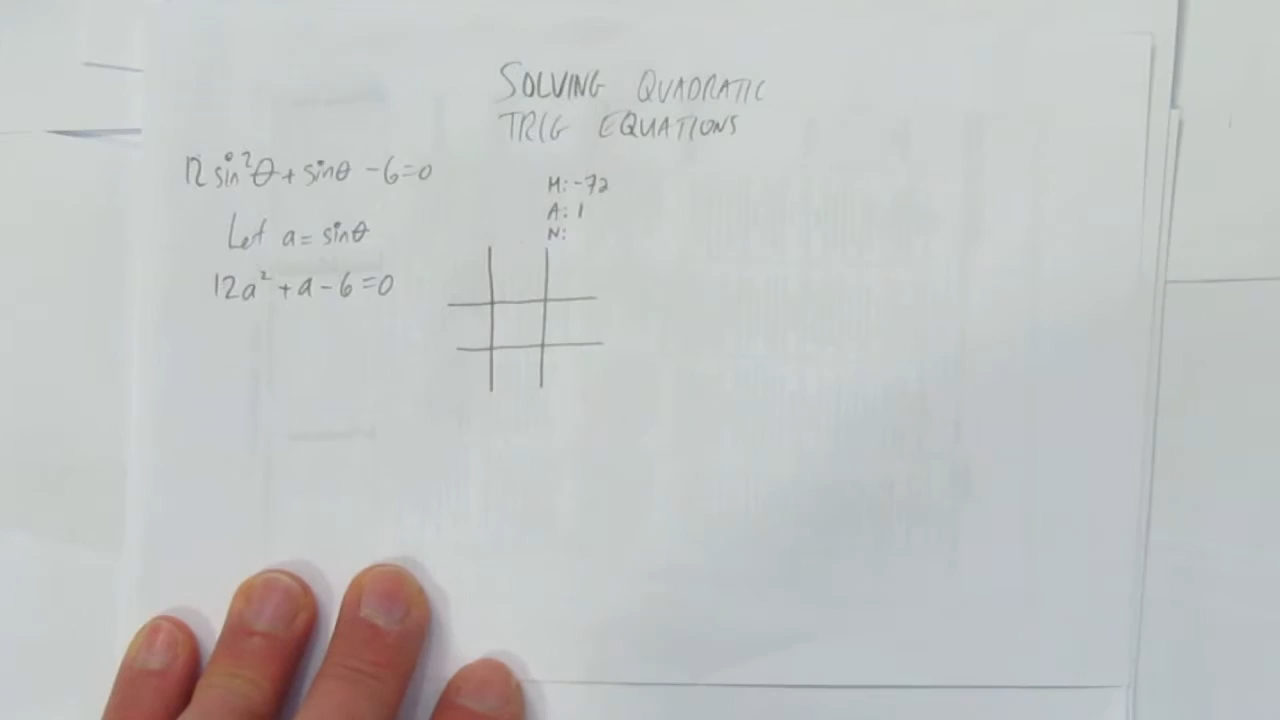 SOLVING QUADRATIC
TRIG EQUATIONS
12 sin²θ + sinθ - 6 = 0
Let a = sinθ
12a² + a - 6 = 0
M: -72
A: 1
N: